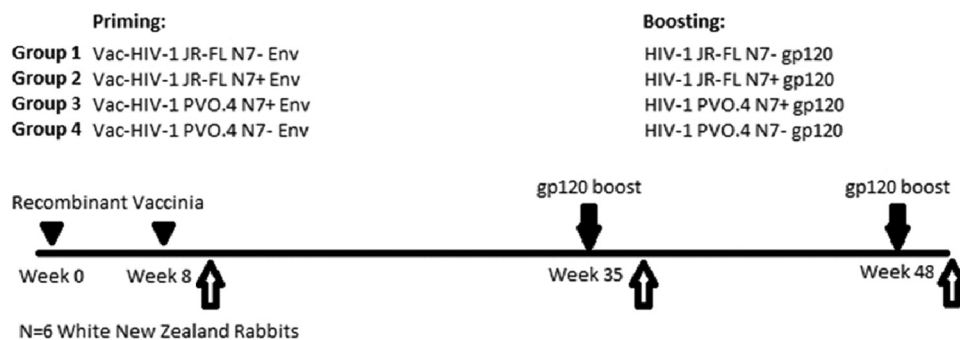 Priming: Boosting:
Group 1 Vac-HIV-1 JR-FL N7- Env HIV-1 JR-FL N7- gp120
Group 2 Vac-HIV-1 JR-FL N7+ Env HIV-1 JR-FL N7+ gp120
Group 3 Vac-HIV-1 PVO.4 N7+ Env HIV-1 PVO.4 N7+ gp120
Group 4 Vac-HIV-1 PVO.4 N7- Env HIV-1 PVO.4 N7- gp120
gp120 boost gp120 boost
Recombinant Vaccinia
Week 0 Week 8 Week 35 Week 48
N=6 White New Zealand Rabbits